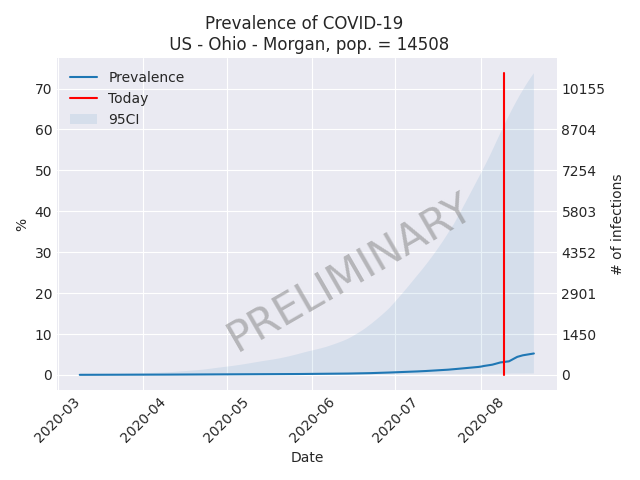 Prevalence of COVID-19
US - Ohio - Morgan, pop. = 14508
Prevalence
Today
95CI
70
60
50
40
30
20
10
0
%
10155
8704
7254
5803
4352
2901
1450
0
# of infections
PRELIMINARY
2020-03
2020-04
2020-05
2020-06
2020-07
2020-08
Date